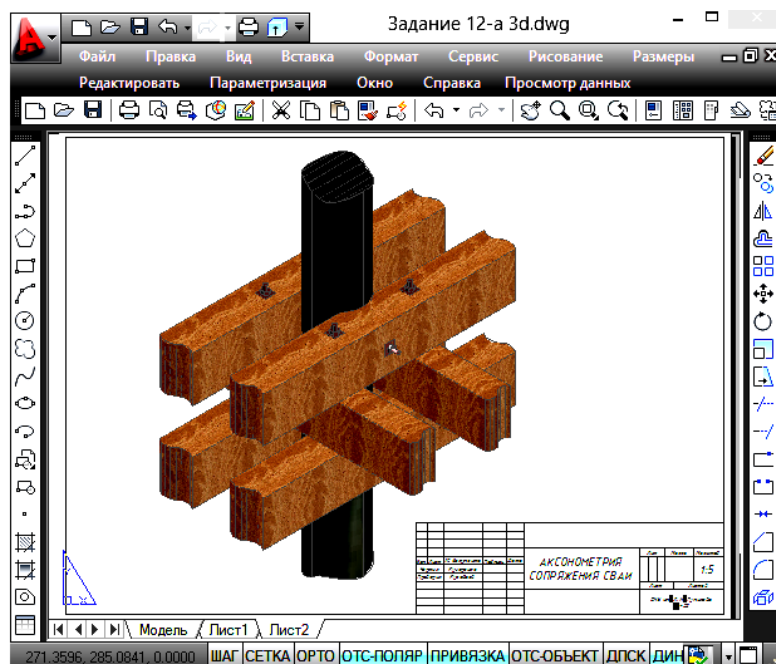 Задание 12-а 3d.dwg
Файл Правка Вид Вставка Формат Сервис Рисование Размеры
Редактировать Параметризация Окно Справка Просмотр данных
АКСОНОМЕТРИЯ
СОПРЯЖЕНИЯ СВАИ
1:5
Модель Лист1 Лист2
271.3596, 285.0841, 0.0000 ШАГ СЕТКА ОРТО ОТС-ПОЛЯР ПРИВЯЗКА ОТС-ОБЪЕКТ ДПСК ДИН